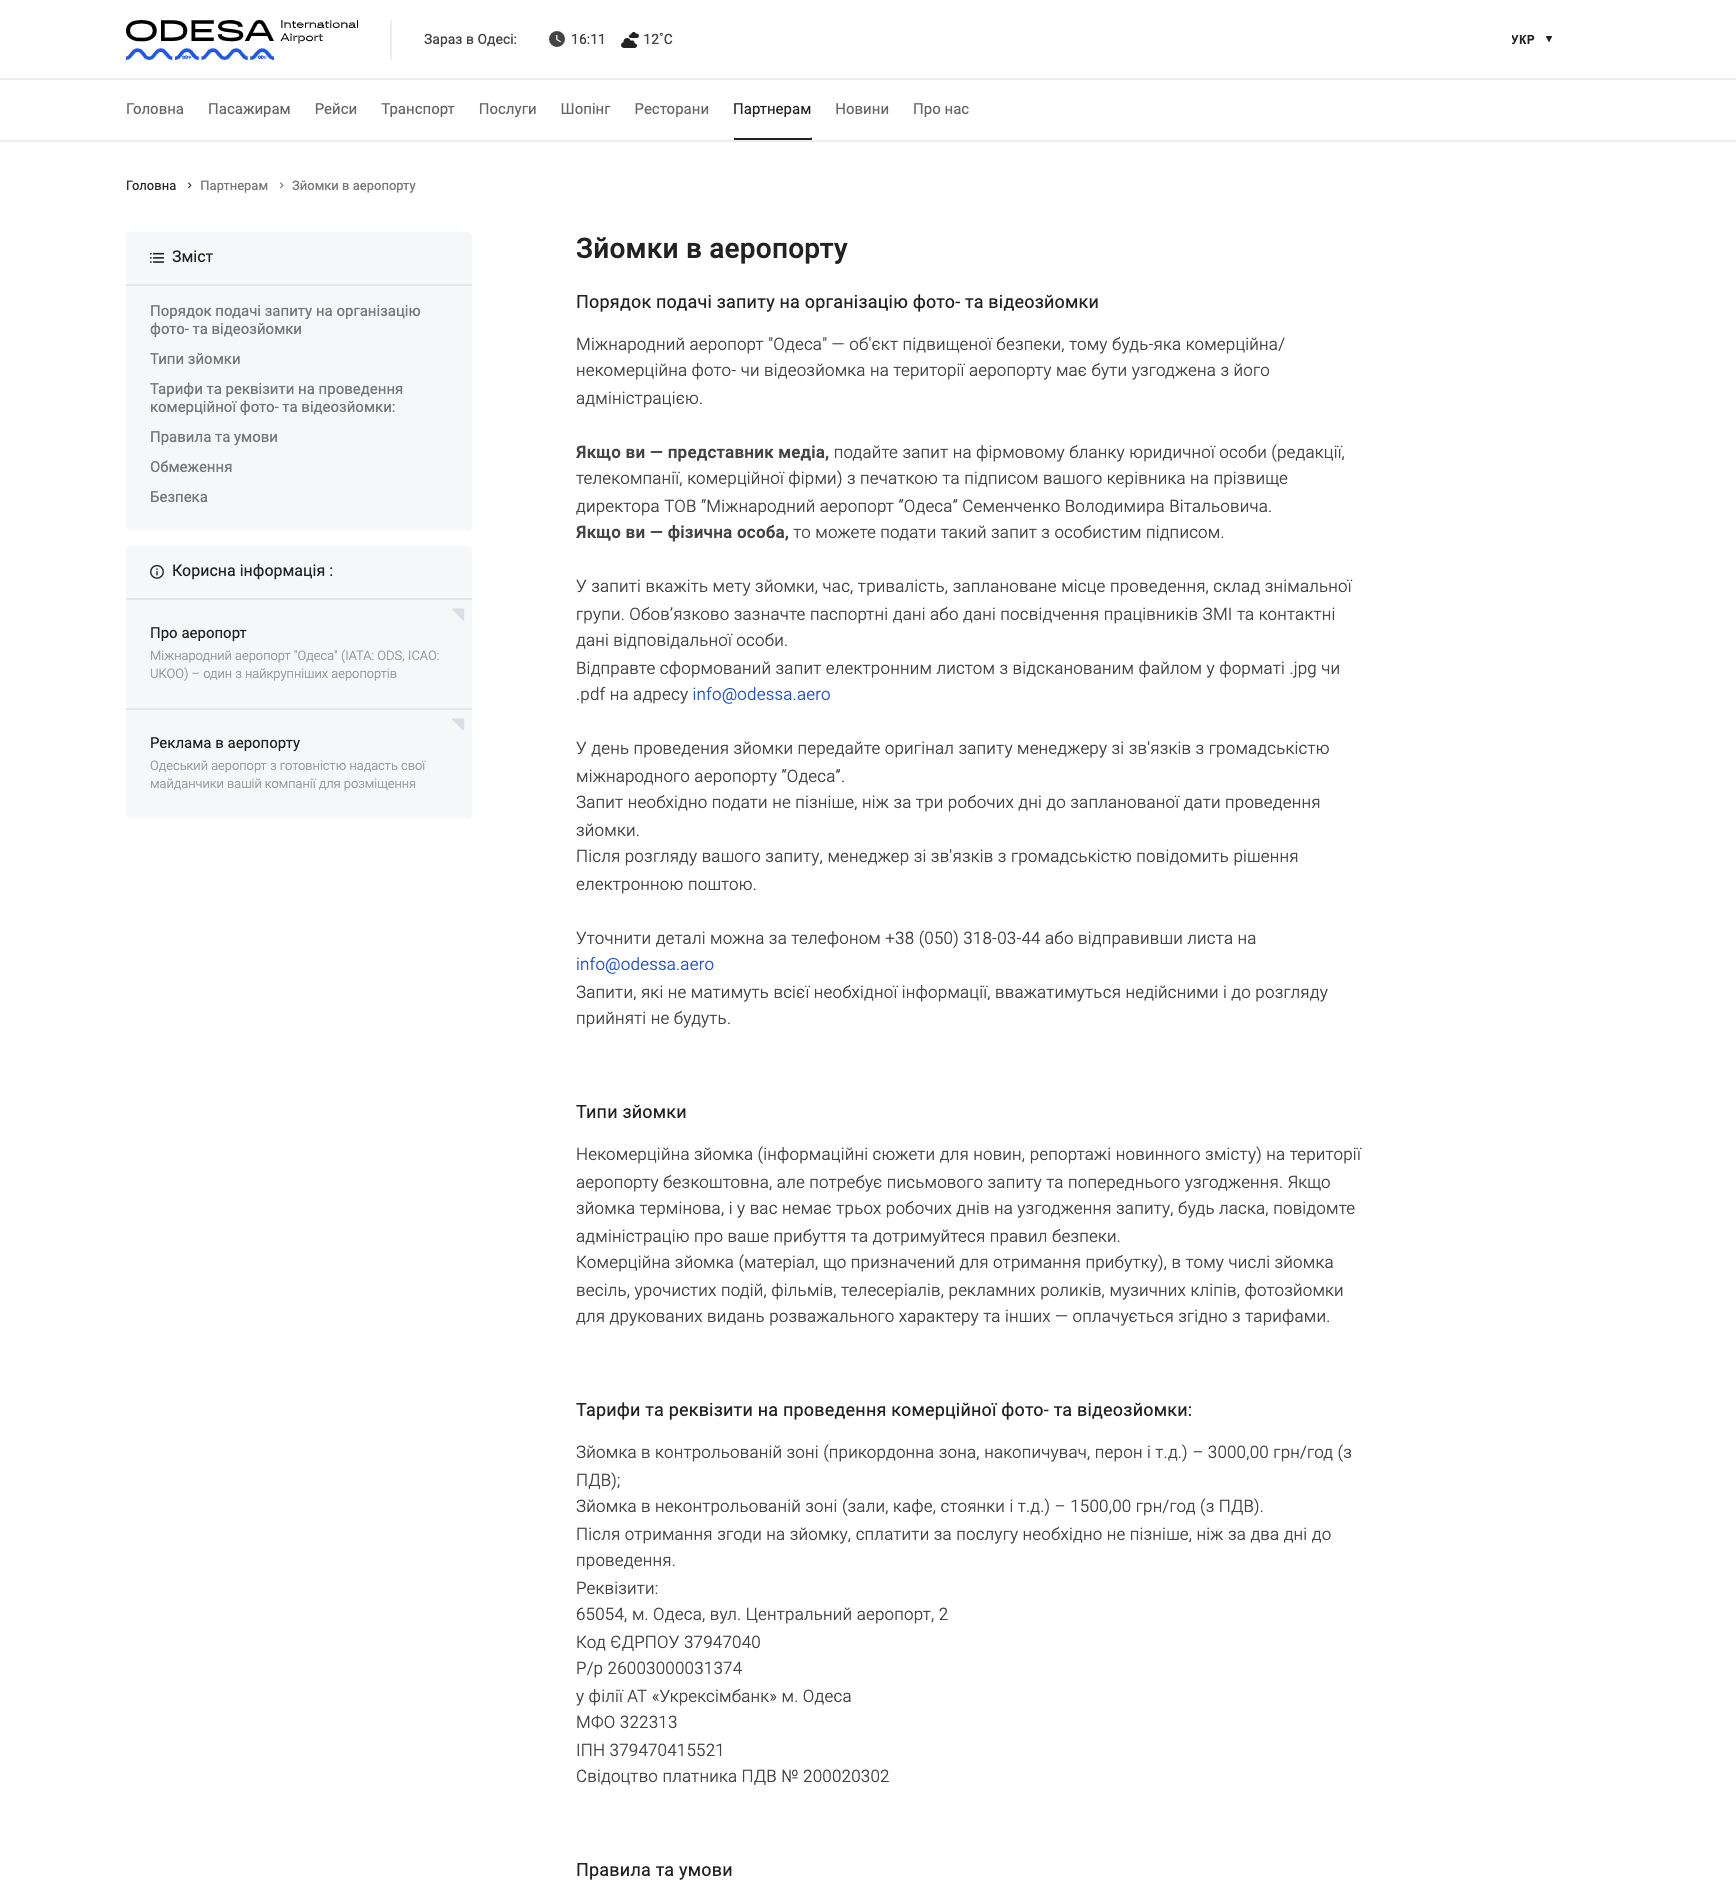 ODESA International
Airport
Зараз в Одесі: 16:11 12˚C
УКР
Головна Пасажирам Рейси Транспорт Послуги Шопінг Ресторани Партнерам Новини Про нас
Головна › Партнерам › Зйомки в аеропорту
Зміст
Порядок подачі запиту на організацію
фото- та відеозйомки
Типи зйомки
Тарифи та реквізити на проведення
комерційної фото- та відеозйомки:
Правила та умови
Обмеження
Безпека
Корисна інформація :
Про аеропорт
Міжнародний аеропорт "Одеса" (IATA: ODS, ICAO:
UKOO) – один з найкрупніших аеропортів
Реклама в аеропорту
Одеський аеропорт з готовністю надасть свої
майданчики вашій компанії для розміщення
Зйомки в аеропорту
Порядок подачі запиту на організацію фото- та відеозйомки
Міжнародний аеропорт "Одеса" — об'єкт підвищеної безпеки, тому будь-яка комерційна/
некомерційна фото- чи відеозйомка на території аеропорту має бути узгоджена з його
адміністрацією.
Якщо ви — представник медіа, подайте запит на фірмовому бланку юридичної особи (редакції,
телекомпанії, комерційної фірми) з печаткою та підписом вашого керівника на прізвище
директора ТОВ “Міжнародний аеропорт “Одеса” Семенченко Володимира Вітальовича.
Якщо ви — фізична особа, то можете подати такий запит з особистим підписом.
У запиті вкажіть мету зйомки, час, тривалість, заплановане місце проведення, склад знімальної
групи. Обов’язково зазначте паспортні дані або дані посвідчення працівників ЗМІ та контактні
дані відповідальної особи.
Відправте сформований запит електронним листом з відсканованим файлом у форматі .jpg чи
.pdf на адресу info@odessa.aero
У день проведения зйомки передайте оригінал запиту менеджеру зі зв'язків з громадськістю
міжнародного аеропорту “Одеса”.
Запит необхідно подати не пізніше, ніж за три робочих дні до запланованої дати проведення
зйомки.
Після розгляду вашого запиту, менеджер зі зв'язків з громадськістю повідомить рішення
електронною поштою.
Уточнити деталі можна за телефоном +38 (050) 318-03-44 або відправивши листа на
info@odessa.aero
Запити, які не матимуть всієї необхідної інформації, вважатимуться недійсними і до розгляду
прийняті не будуть.
Типи зйомки
Некомерційна зйомка (інформаційні сюжети для новин, репортажі новинного змісту) на території
аеропорту безкоштовна, але потребує письмового запиту та попереднього узгодження. Якщо
зйомка термінова, і у вас немає трьох робочих днів на узгодження запиту, будь ласка, повідомте
адміністрацію про ваше прибуття та дотримуйтеся правил безпеки.
Комерційна зйомка (матеріал, що призначений для отримання прибутку), в тому числі зйомка
весіль, урочистих подій, фільмів, телесеріалів, рекламних роликів, музичних кліпів, фотозйомки
для друкованих видань розважального характеру та інших — оплачується згідно з тарифами.
Тарифи та реквізити на проведення комерційної фото- та відеозйомки:
Зйомка в контрольованій зоні (прикордонна зона, накопичувач, перон і т.д.) – 3000,00 грн/год (з
ПДВ);
Зйомка в неконтрольованій зоні (зали, кафе, стоянки і т.д.) – 1500,00 грн/год (з ПДВ).
Після отримання згоди на зйомку, сплатити за послугу необхідно не пізніше, ніж за два дні до
проведення.
Реквізити:
65054, м. Одеса, вул. Центральний аеропорт, 2
Код ЄДРПОУ 37947040
Р/р 26003000031374
у філії АТ «Укрексімбанк» м. Одеса
МФО 322313
ІПН 379470415521
Свідоцтво платника ПДВ № 200020302
Правила та умови